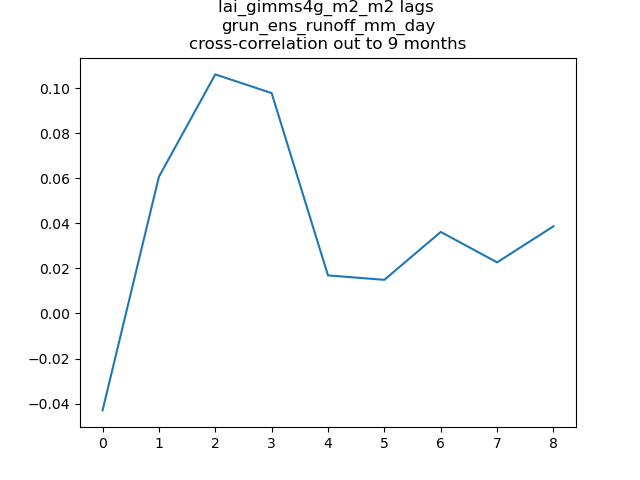 lai_gimms4g_m2_m2 lags
grun_ens_runoff_mm_day
cross-correlation out to 9 months
0.10
0.08
0.06
0.04
0.02
0.00
−0.02
−0.04
0 1 2 3 4 5 6 7 8